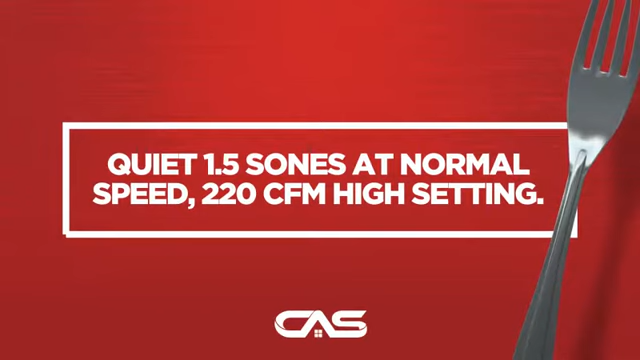 QUIET 1.5 SONES AT NORMAL
SPEED, 220 CFM HIGH SETTING.
CAS